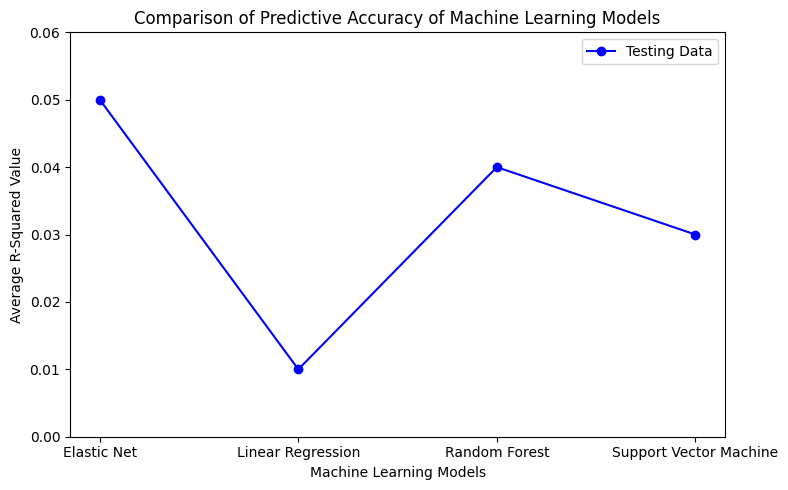 Comparison of Predictive Accuracy of Machine Learning Models
Testing Data
Average R-Squared Value
0.06
0.05
0.04
0.03
0.02
0.01
0.00
Elastic Net Linear Regression Random Forest Support Vector Machine
Machine Learning Models